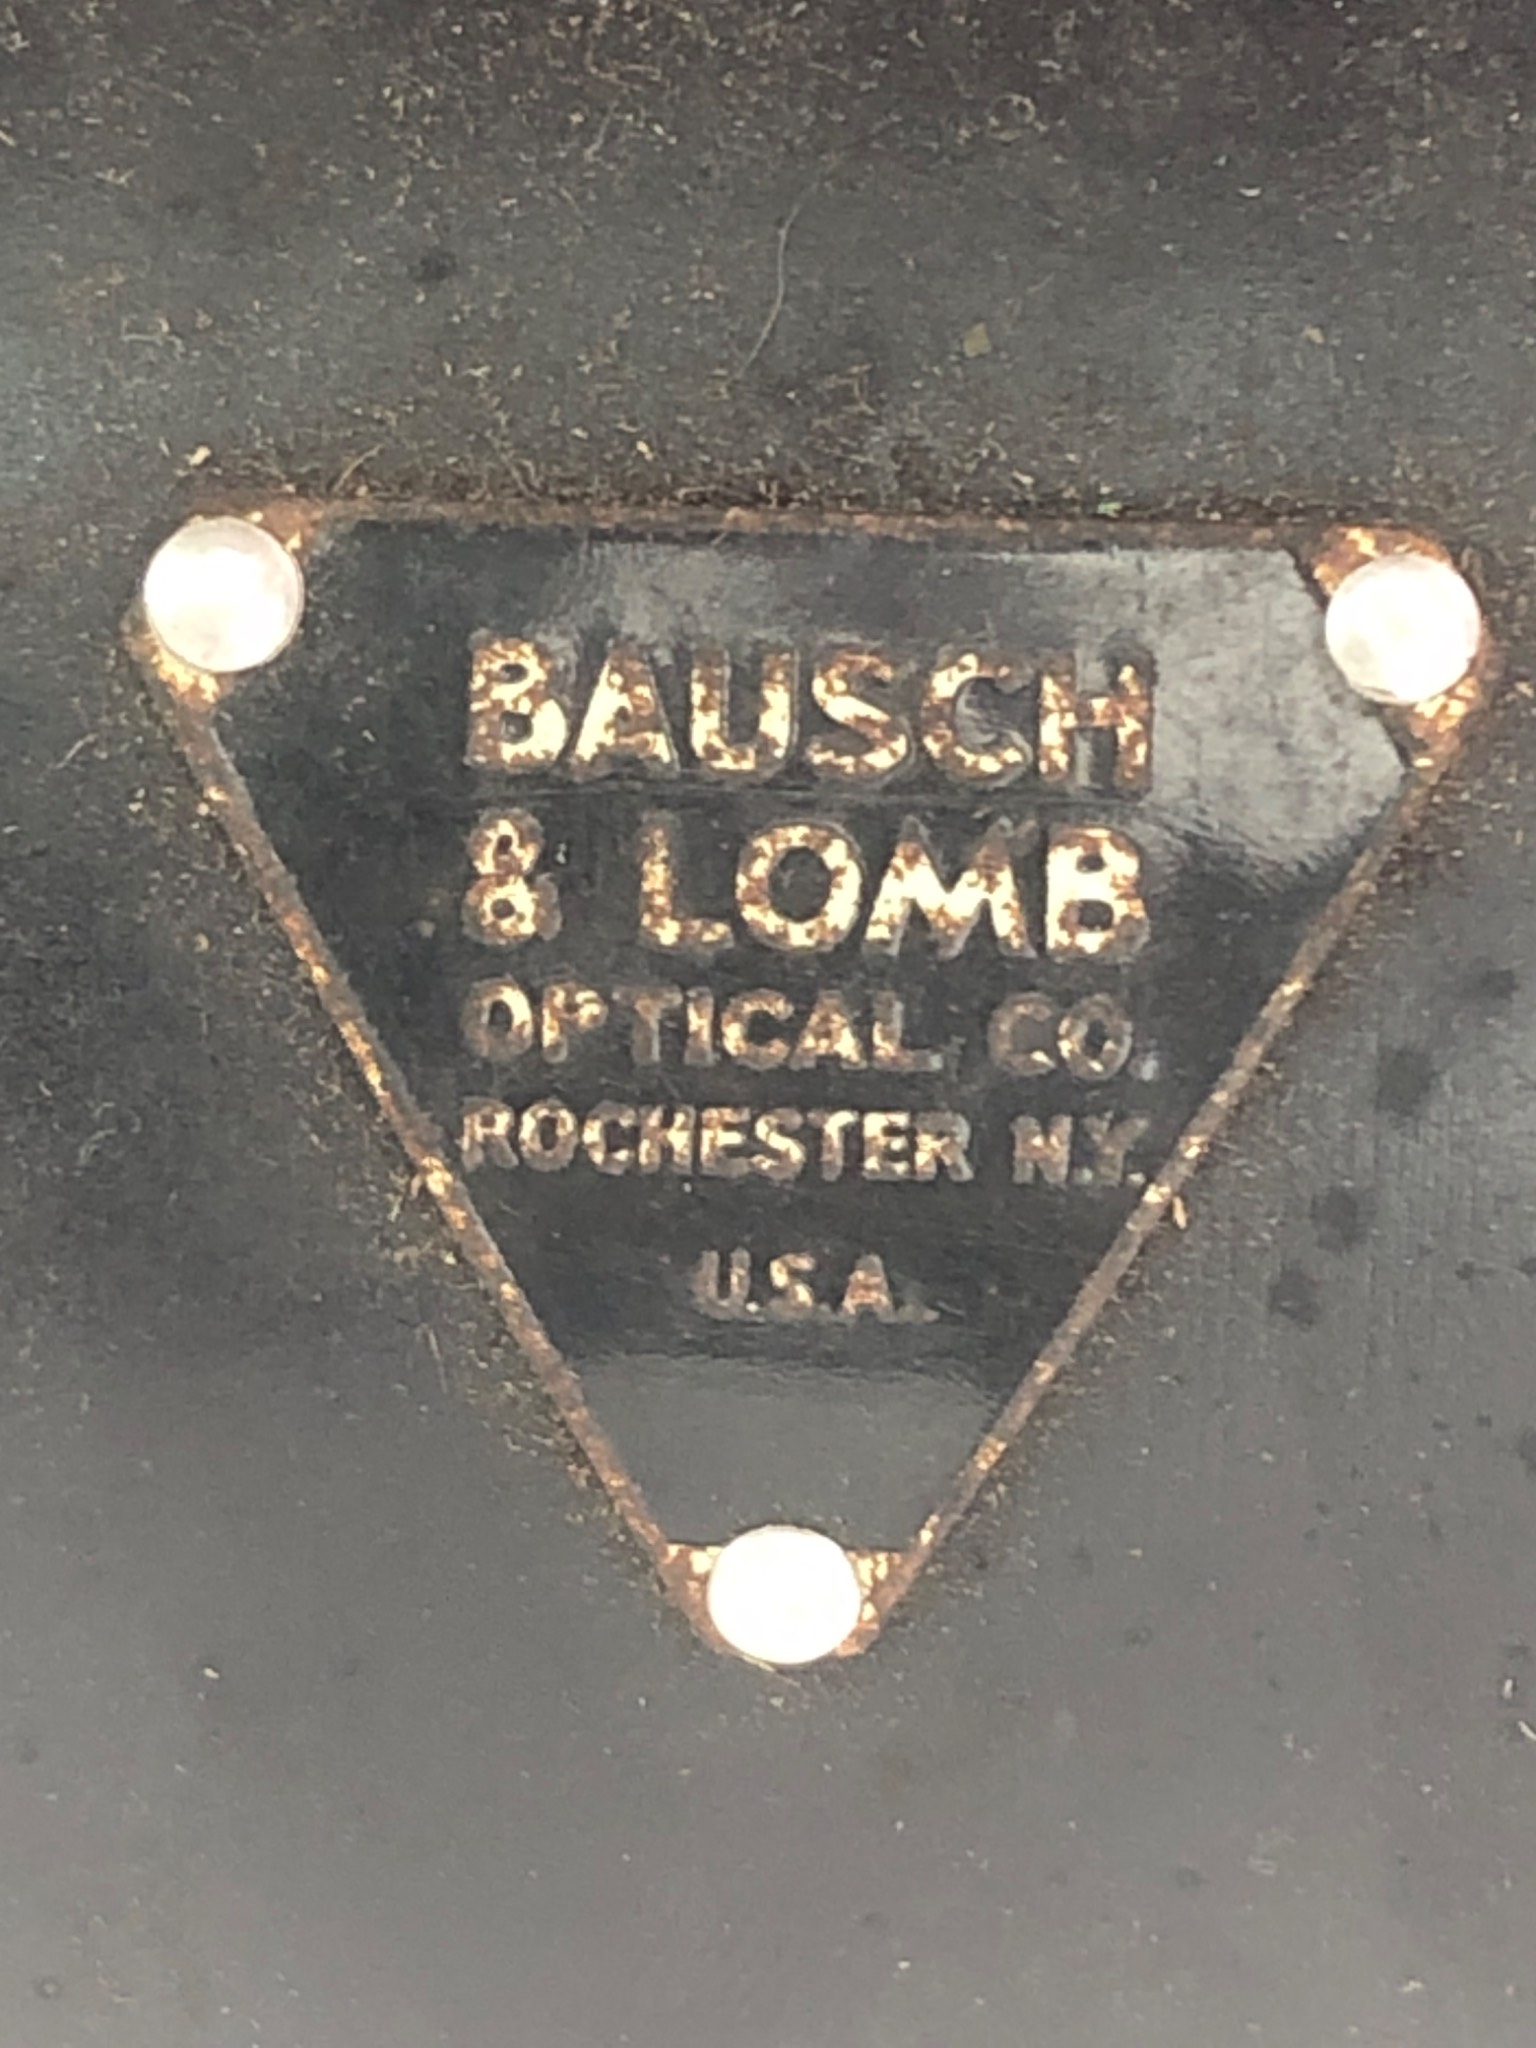 BAUSCH
& LOMB
OPTICAL CO.
ROCHESTER N.Y.
U.S.A.